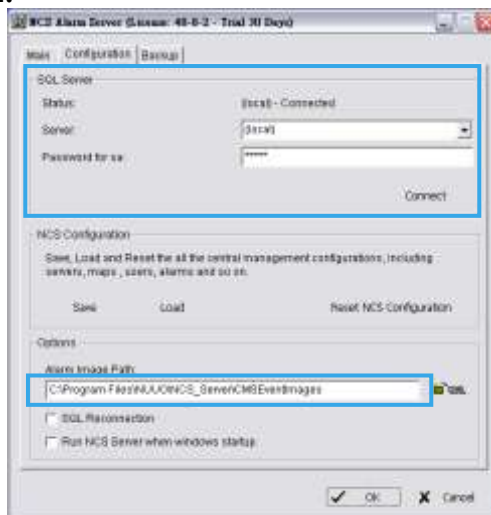 NCS Alarm Server (License: 48-8-2 - Trial 30 Days)
Main Configuration Backup
SQL Server
Status: (local) - Connected
Server: (local)
Password for sa: *****
Connect
NCS Configuration
Save, Load and Reset the all the central management configurations, including
servers, maps , users, alarms and so on.
Save Load Reset NCS Configuration
Options
Alarm Image Path:
C:\Program Files\NUUO\NCS_Server\CMSEventImages
SQL Reconnection
Run NCS Server when windows startup.
OK Cancel